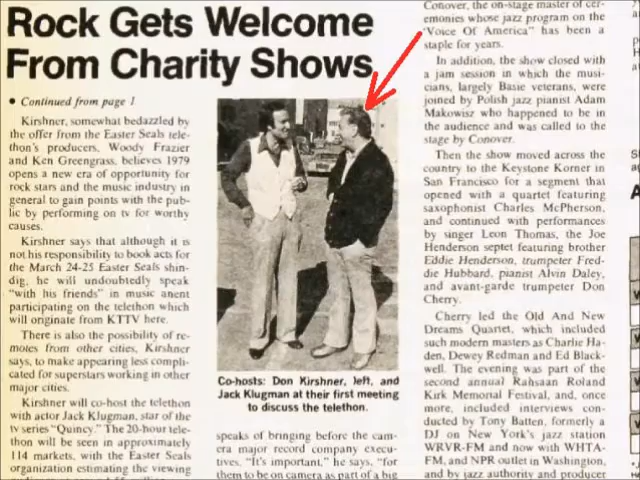 Rock Gets Welcome
From Charity Shows
• Continued from page 1
Kirshner, somewhat bedazzled by
the offer from the Easter Seals tele-
thon's producers, Woody Frazier
and Ken Greengrass, believes 1979
opens a new era of opportunity for
rock stars and the music industry in
general to gain points with the pub-
lic by performing on tv for worthy
causes.
Kirshner says that although it is
not his responsibility to book acts for
the March 24-25 Easter Seals shin-
dig, he will undoubtedly speak
"with his friends" in music anent
participating on the telethon which
will originate from KTTV here.
There is also the possibility of re-
motes from other cities, Kirshner
says, to make appearing less compli-
cated for superstars working in other
major cities.
Kirshner will co-host the telethon
with actor Jack Klugman, star of the
tv series "Quincy." The 20-hour tele-
thon will be seen in approximately
114 markets, with the Easter Seals
organization estimating the viewing
Co-hosts: Don Kirshner, left, and
Jack Klugman at their first meeting
to discuss the telethon.
speaks of bringing before the cam-
era major record company execu-
tives. "It's important," he says, "for
them to be on camera as part of a big
Conover, the on-stage master of cer-
emonies whose jazz program on the
"Voice Of America" has been a
staple for years.
In addition, the show closed with
a jam session in which the musi-
cians, largely Basie veterans, were
joined by Polish jazz pianist Adam
Makowisz who happened to be in
the audience and was called to the
stage by Conover.
Then the show moved across the
country to the Keystone Korner in
San Francisco for a segment that
opened with a quartet featuring
saxophonist Charles McPherson,
and continued with performances
by singer Leon Thomas, the Joe
Henderson septet featuring brother
Eddie Henderson, trumpeter Fred-
die Hubbard, pianist Alvin Daley,
and avant-garde trumpeter Don
Cherry.
Cherry led the Old And New
Dreams Quartet, which included
such modern masters as Charlie Ha-
den, Dewey Redman and Ed Black-
well. The evening was part of the
second annual Rahsaan Roland
Kirk Memorial Festival, and, once
more, included interviews con-
ducted by Tony Batten, formerly a
DJ on New York's jazz station
WRVR-FM and now with WHTA-
FM, and NPR outlet in Washington,
and by jazz authority and producer